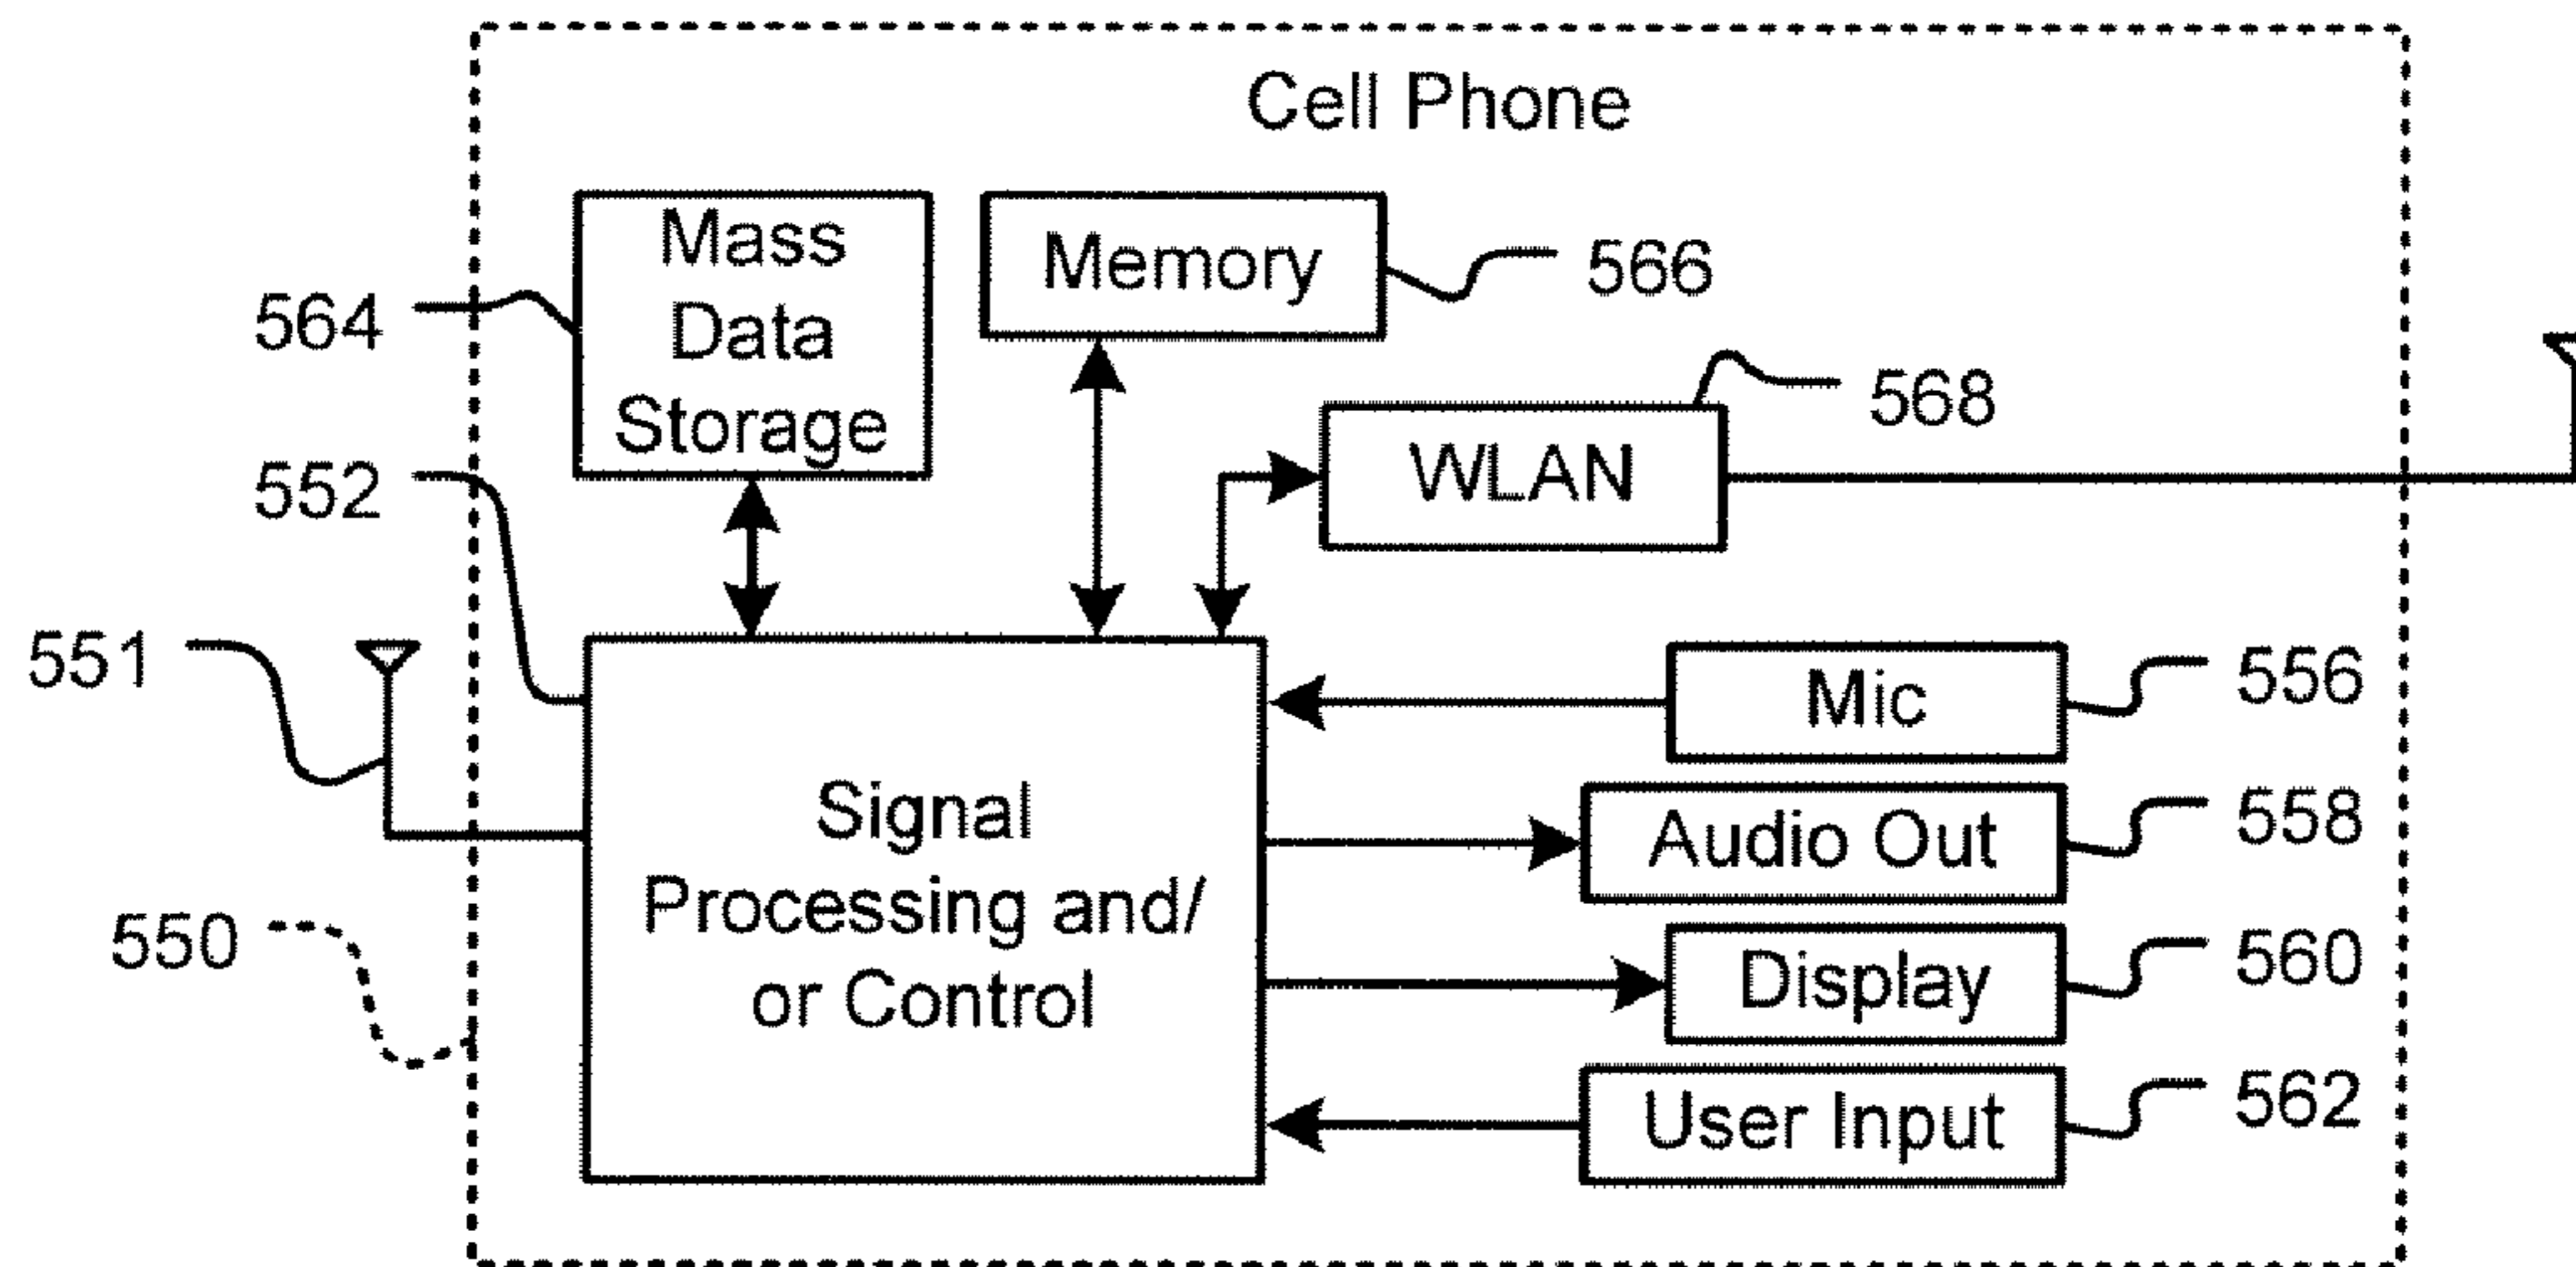 Cell Phone
Mass
Data
Storage
Memory
566
564
568
WLAN
552
551
Mic
556
Signal
Processing and/
or Control
Audio Out
558
550
Display
560
User Input
562